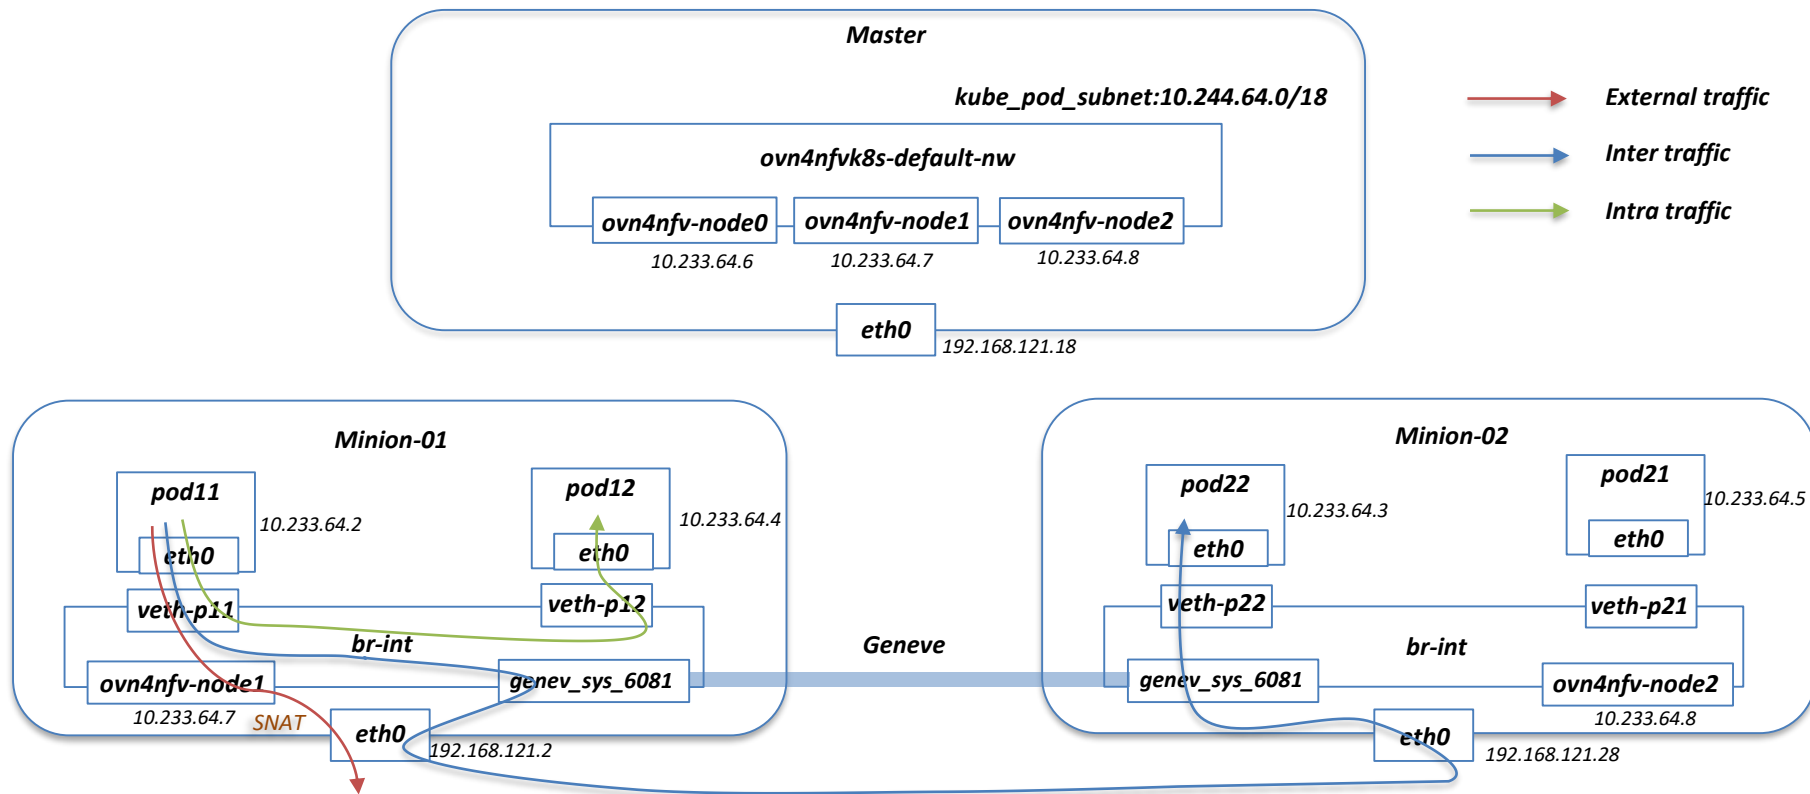 Master
kube_pod_subnet:10.244.64.0/18
ovn4nfvk8s-default-nw
ovn4nfv-node0
ovn4nfv-node1
ovn4nfv-node2
10.233.64.6
10.233.64.7
10.233.64.8
eth0
192.168.121.18
External traffic
Inter traffic
Intra traffic
Minion-01
pod11
10.233.64.2
eth0
pod12
10.233.64.4
eth0
veth-p11
veth-p12
br-int
ovn4nfv-node1
10.233.64.7
genev_sys_6081
SNAT
eth0
192.168.121.2
Geneve
Minion-02
pod22
10.233.64.3
eth0
pod21
10.233.64.5
eth0
veth-p22
veth-p21
br-int
genev_sys_6081
ovn4nfv-node2
10.233.64.8
eth0
192.168.121.28